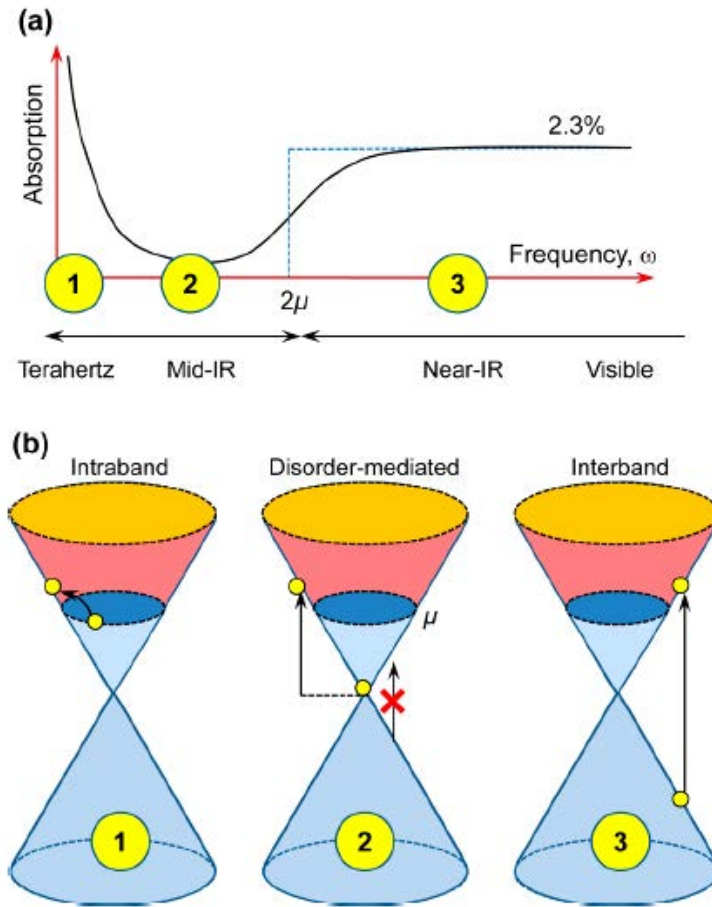 (a)
Absorption
2.3%
Frequency, ω
1
2
3
2μ
Terahertz Mid-IR Near-IR Visible
(b)
Intraband Disorder-mediated Interband
μ
1 2 3